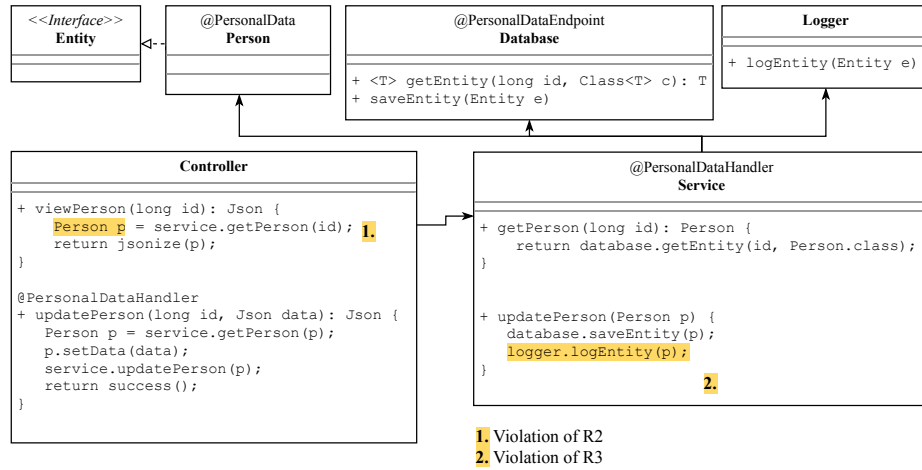 <<Interface>>
Entity
@PersonalData
Person
@PersonalDataEndpoint
Database
+ <T> getEntity(long id, Class<T> c): T
+ saveEntity(Entity e)
Logger
+ logEntity(Entity e)
Controller
+ viewPerson(long id): Json {
Person p = service.getPerson(id);
1.
return jsonize(p);
}
@PersonalDataHandler
+ updatePerson(long id, Json data): Json {
Person p = service.getPerson(p);
p.setData(data);
service.updatePerson(p);
return success();
}
@PersonalDataHandler
Service
+ getPerson(long id): Person {
return database.getEntity(id, Person.class);
}
+ updatePerson(Person p) {
database.saveEntity(p);
logger.logEntity(p);
}
2.
1. Violation of R2
2. Violation of R3